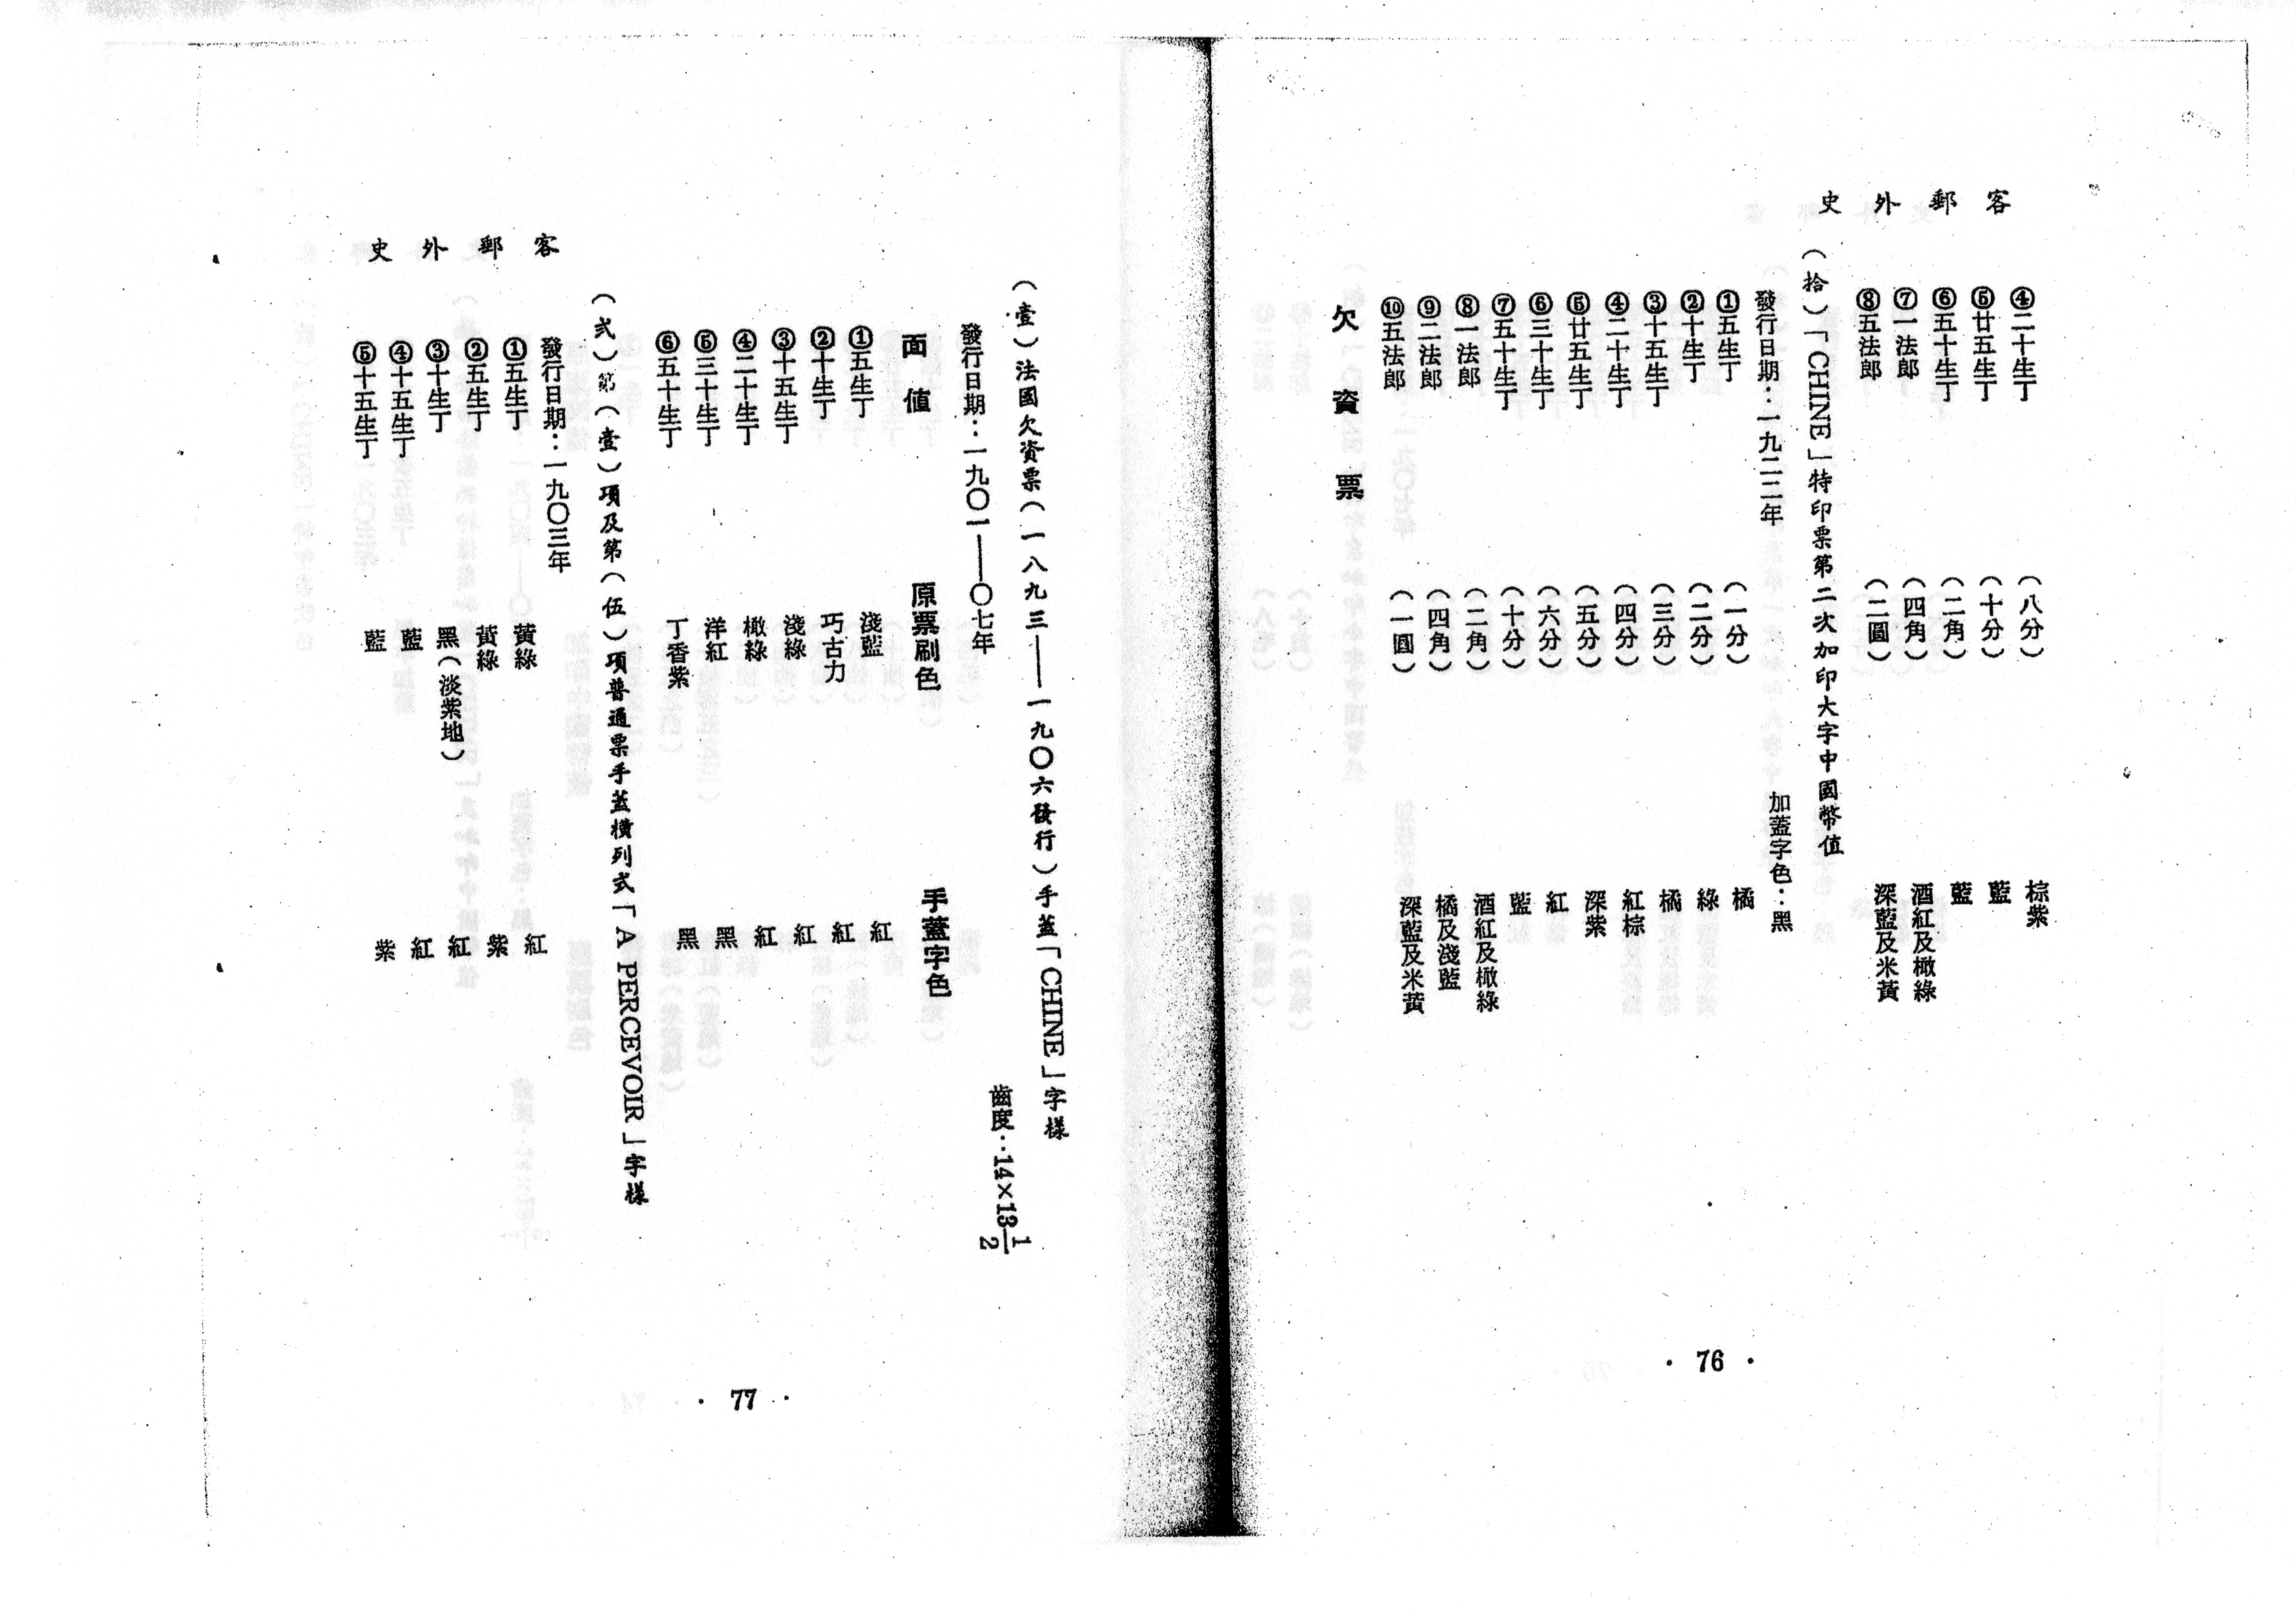 客郵外史
④二十生丁 （八分） 棕紫
⑤廿五生丁 （十分） 藍
⑥五十生丁 （二角） 藍
⑦一法郎 （四角） 酒紅及橄綠
⑧五法郎 （二圓） 深藍及米黃
（拾）「CHINE」特印票第二次加印大字中國幣值
發行日期：一九二二年 加蓋字色：黑
①五生丁 （一分） 橘
②十生丁 （二分） 綠
③十五生丁 （三分） 橘
④二十生丁 （四分） 紅棕
⑤廿五生丁 （五分） 深紫
⑥三十生丁 （六分） 紅
⑦五十生丁 （十分） 藍
⑧一法郎 （二角） 酒紅及橄綠
⑨二法郎 （四角） 橘及淺藍
⑩五法郎 （一圓） 深藍及米黃
欠資票
· 76 ·
（壹）法國欠資票（一八九三——一九〇六發行）手蓋「CHINE」字樣
發行日期：一九〇一——〇七年 齒度：14×13 1/2
面值 原票刷色 手蓋字色
①五生丁 淺藍 紅
②十生丁 巧古力 紅
③十五生丁 淺綠 紅
④二十生丁 橄綠 紅
⑤三十生丁 洋紅 黑
⑥五十生丁 丁香紫 黑
（弍）第（壹）項及第（伍）項普通票手蓋橫列式「A PERCEVOIR」字樣
客郵外史
發行日期：一九〇三年
①五生丁 黃綠 紅
②五生丁 黃綠 紫
③十生丁 黑（淡紫地） 紅
④十五生丁 藍 紅
⑤十五生丁 藍 紫
· 77 ·